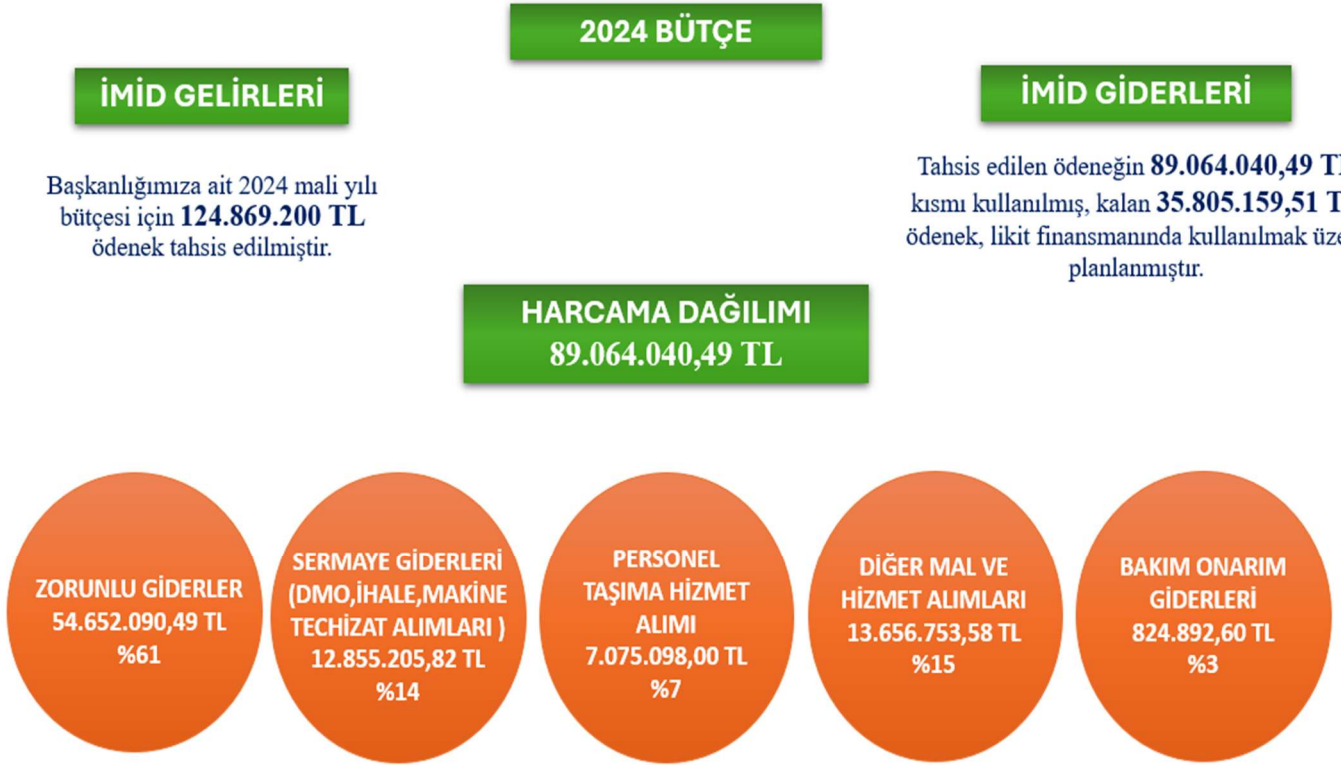 2024 BÜTÇE
İMİD GELİRLERİ
Başkanlığımıza ait 2024 mali yılı
bütçesi için 124.869.200 TL
ödenek tahsis edilmiştir.
İMİD GİDERLERİ
Tahsis edilen ödeneğin 89.064.040,49
kısmı kullanılmış, kalan 35.805.159,51
ödenek, likit finansmanında kullanılmak
planlanmıştır.
HARCAMA DAĞILIMI
89.064.040,49 TL
ZORUNLU GİDERLER
54.652.090,49 TL
%61
SERMAYE GİDERLERİ
(DMO,İHALE,MAKİNE
TECHİZAT ALIMLARI )
12.855.205,82 TL
%14
PERSONEL
TAŞIMA HİZMET
ALIMI
7.075.098,00 TL
%7
DİĞER MAL VE
HİZMET ALIMLARI
13.656.753,58 TL
%15
BAKIM ONARIM
GİDERLERİ
824.892,60 TL
%3